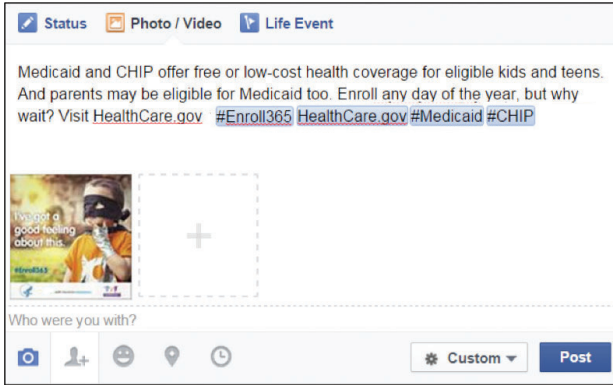 Status Photo / Video Life Event
Medicaid and CHIP offer free or low-cost health coverage for eligible kids and teens.
And parents may be eligible for Medicaid too. Enroll any day of the year, but why
wait? Visit HealthCare.gov #Enroll365 HealthCare.gov #Medicaid #CHIP
I've got a
good feeling
about this.
#Enroll365
Who were you with?
Custom Post